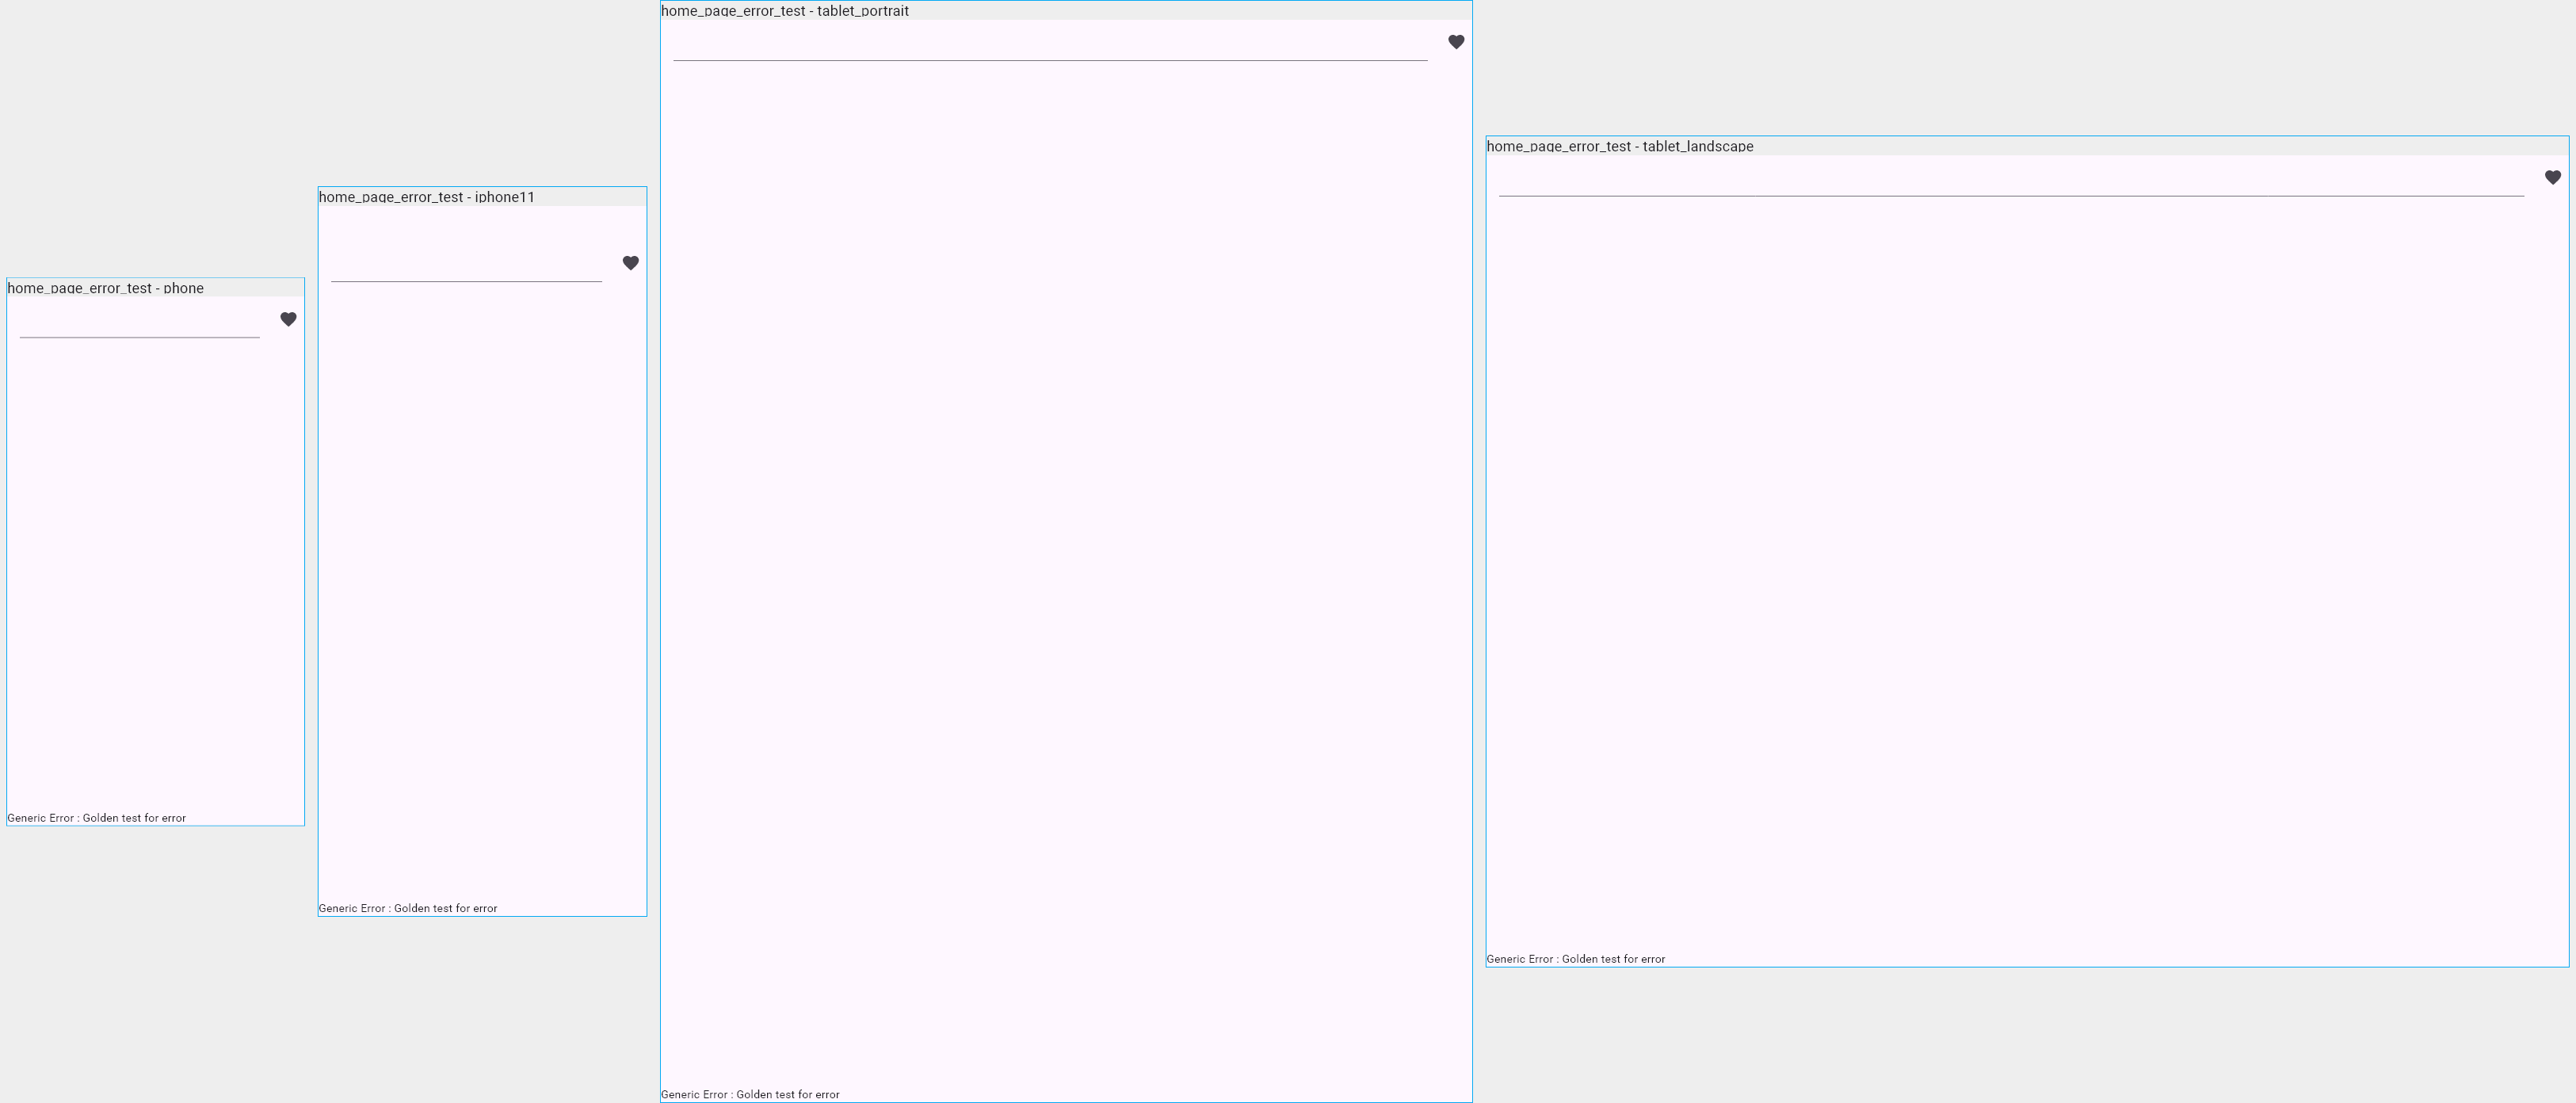 home_page_error_test - phone
Generic Error : Golden test for error
home_page_error_test - iphone11
Generic Error : Golden test for error
home_page_error_test - tablet_portrait
Generic Error : Golden test for error
home_page_error_test - tablet_landscape
Generic Error : Golden test for error